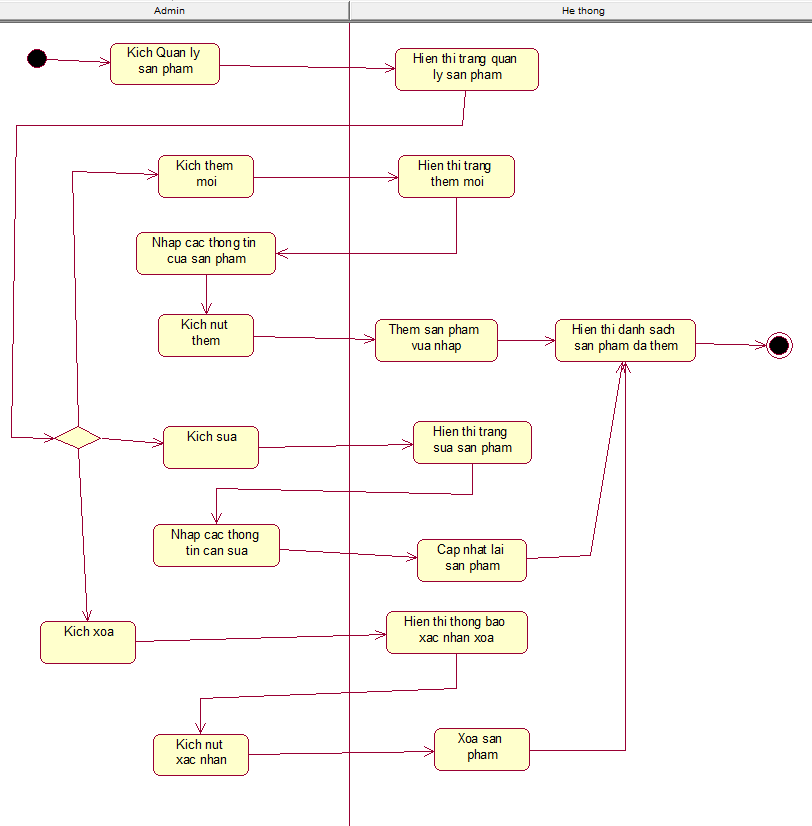 Admin
He thong
Kich Quan ly
san pham
Hien thi trang quan
ly san pham
Kich them
moi
Hien thi trang
them moi
Nhap cac thong tin
cua san pham
Kich nut
them
Them san pham
vua nhap
Hien thi danh sach
san pham da them
Kich sua
Hien thi trang
sua san pham
Nhap cac thong
tin can sua
Cap nhat lai
san pham
Kich xoa
Hien thi thong bao
xac nhan xoa
Kich nut
xac nhan
Xoa san
pham